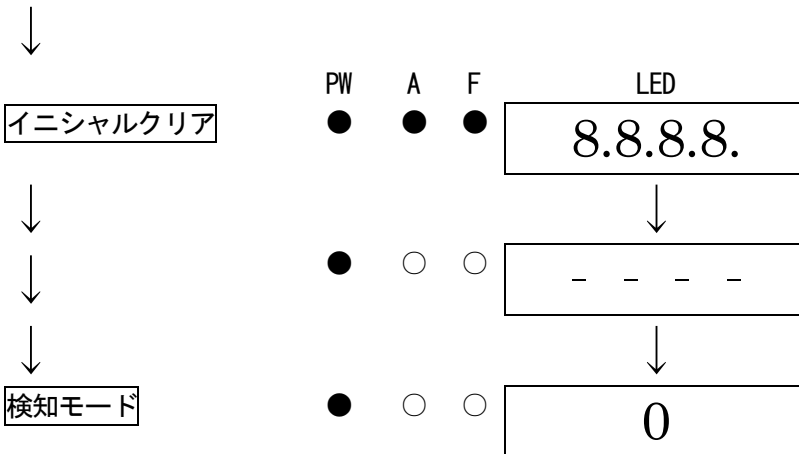 ↓
PW A F LED
イニシャルクリア ● ● ● 8.8.8.8.
↓ ↓
↓ ● ○ ○ - - - -
↓ ↓
検知モード ● ○ ○ 0